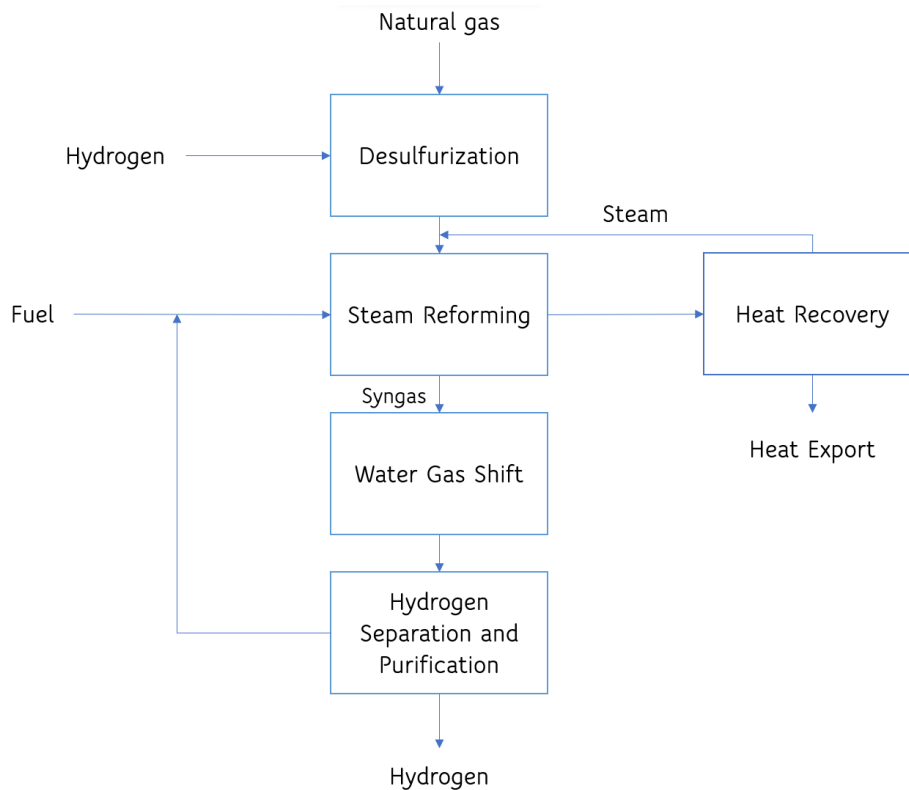 Natural gas
Hydrogen
Desulfurization
Steam
Fuel
Steam Reforming
Heat Recovery
Syngas
Heat Export
Water Gas Shift
Hydrogen
Separation and
Purification
Hydrogen